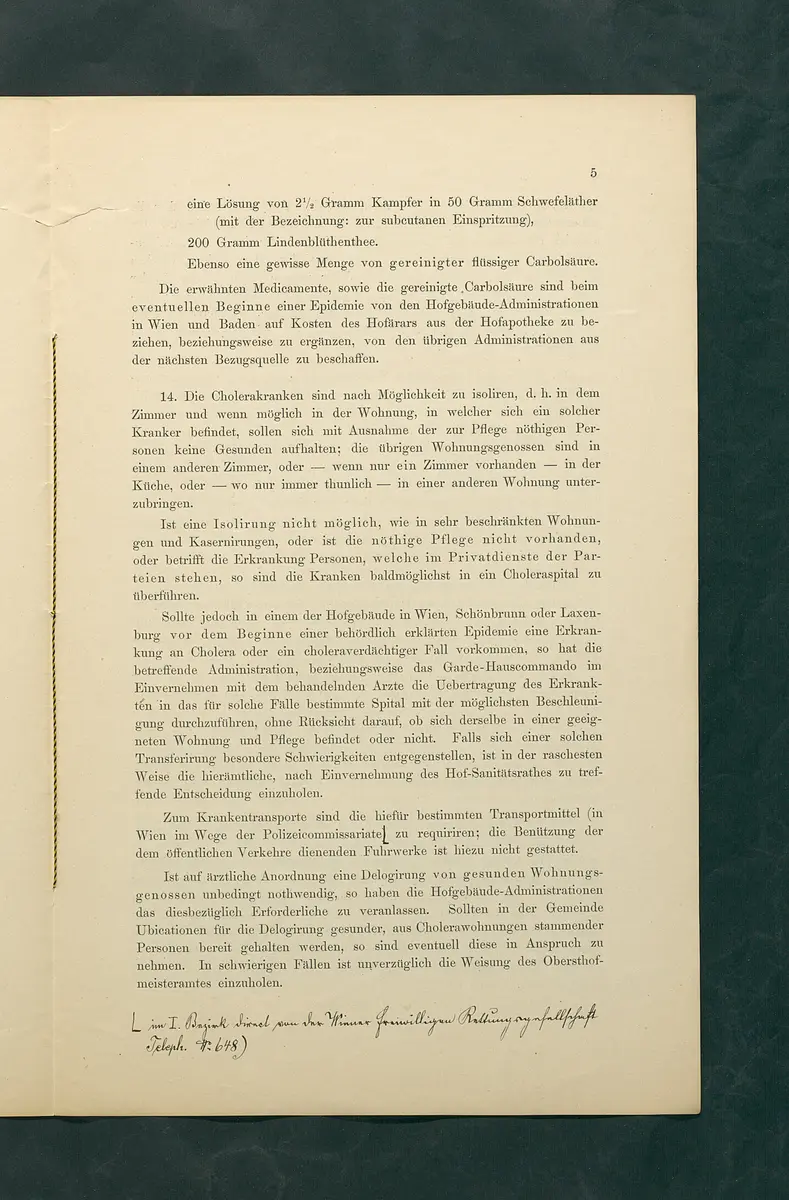 5
eine Lösung von 2½ Gramm Kampfer in 50 Gramm Schwefeläther
(mit der Bezeichnung: zur subcutanen Einspritzung),
200 Gramm Lindenblüthenthee.
Ebenso eine gewisse Menge von gereinigter flüssiger Carbolsäure.
Die erwähnten Medicamente, sowie die gereinigte Carbolsäure sind beim
eventuellen Beginne einer Epidemie von den Hofgebäude-Administrationen
in Wien und Baden auf Kosten des Hofärars aus der Hofapotheke zu be-
ziehen, beziehungsweise zu ergänzen, von den übrigen Administrationen aus
der nächsten Bezugsquelle zu beschaffen.
14. Die Cholerakranken sind nach Möglichkeit zu isoliren, d. h. in dem
Zimmer und wenn möglich in der Wohnung, in welcher sich ein solcher
Kranker befindet, sollen sich mit Ausnahme der zur Pflege nöthigen Per-
sonen keine Gesunden aufhalten; die übrigen Wohnungsgenossen sind in
einem anderen Zimmer, oder — wenn nur ein Zimmer vorhanden — in der
Küche, oder — wo nur immer thunlich — in einer anderen Wohnung unter-
zubringen.
Ist eine Isolirung nicht möglich, wie in sehr beschränkten Wohnun-
gen und Kasernirungen, oder ist die nöthige Pflege nicht vorhanden,
oder betrifft die Erkrankung Personen, welche im Privatdienste der Par-
teien stehen, so sind die Kranken baldmöglichst in ein Choleraspital zu
überführen.
Sollte jedoch in einem der Hofgebäude in Wien, Schönbrunn oder Laxen-
burg vor dem Beginne einer behördlich erklärten Epidemie eine Erkran-
kung an Cholera oder ein choleraverdächtiger Fall vorkommen, so hat die
betreffende Administration, beziehungsweise das Garde-Hauscommando im
Einvernehmen mit dem behandelnden Arzte die Uebertragung des Erkrank-
ten in das für solche Fälle bestimmte Spital mit der möglichsten Beschleuni-
gung durchzuführen, ohne Rücksicht darauf, ob sich derselbe in einer geeig-
neten Wohnung und Pflege befindet oder nicht. Falls sich einer solchen
Transferirung besondere Schwierigkeiten entgegenstellen, ist in der raschesten
Weise die hierämtliche, nach Einvernehmung des Hof-Sanitätsrathes zu tref-
fende Entscheidung einzuholen.
Zum Krankentransporte sind die hiefür bestimmten Transportmittel (in
Wien im Wege der Polizeicommissariate⌊ zu requiriren; die Benützung der
dem öffentlichen Verkehre dienenden Fuhrwerke ist hiezu nicht gestattet.
Ist auf ärztliche Anordnung eine Delogirung von gesunden Wohnungs-
genossen unbedingt nothwendig, so haben die Hofgebäude-Administrationen
das diesbezüglich Erforderliche zu veranlassen. Sollten in der Gemeinde
Ubicationen für die Delogirung gesunder, aus Cholerawohnungen stammender
Personen bereit gehalten werden, so sind eventuell diese in Anspruch zu
nehmen. In schwierigen Fällen ist unverzüglich die Weisung des Obersthof-
meisteramtes einzuholen.
⌊ im I. Bezirk direct von der Wiener freiwilligen Rettungsgesellschaft
Teleph. Nr. 648)